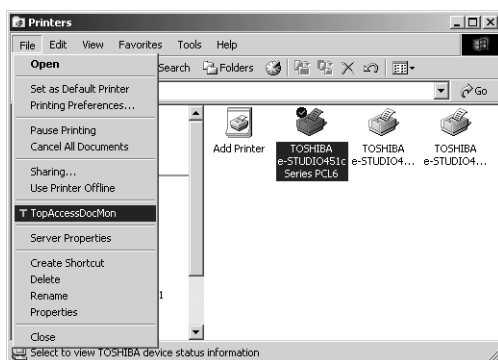 Printers
File Edit View Favorites Tools Help
Search Folders
Go
Open
Set as Default Printer
Printing Preferences...
Pause Printing
Cancel All Documents
Sharing...
Use Printer Offline
TopAccessDocMon
Server Properties
Create Shortcut
Delete
Rename
Properties
Close
1
Add Printer
TOSHIBA
e-STUDIO451c
Series PCL6
TOSHIBA
e-STUDIO4...
TOSHIBA
e-STUDIO4...
Select to view TOSHIBA device status information